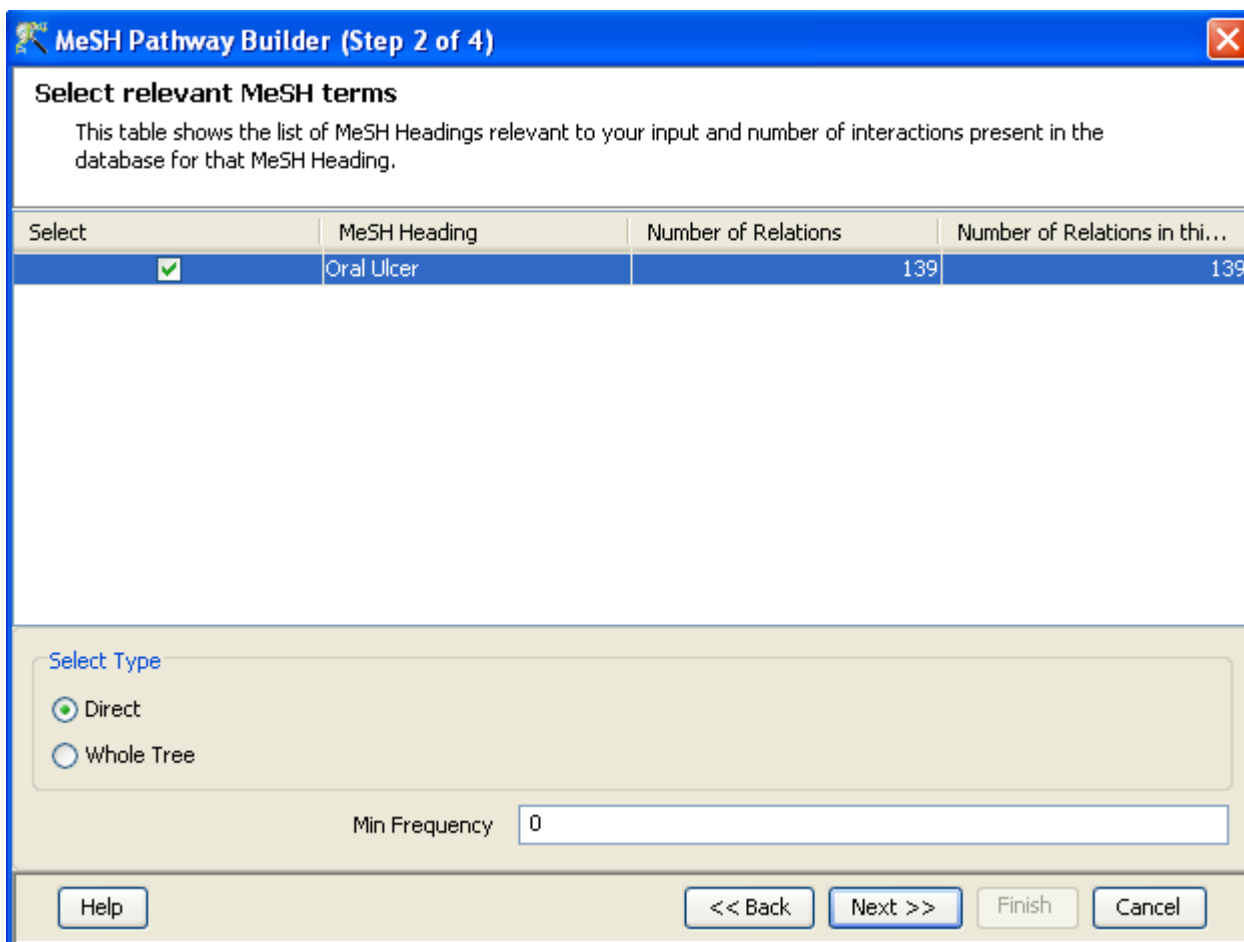 MeSH Pathway Builder (Step 2 of 4)
Select relevant MeSH terms
This table shows the list of MeSH Headings relevant to your input and number of interactions present in the
database for that MeSH Heading.
Select MeSH Heading Number of Relations Number of Relations in thi...
Oral Ulcer 139 139
Select Type
Direct
Whole Tree
Min Frequency 0
Help << Back Next >> Finish Cancel